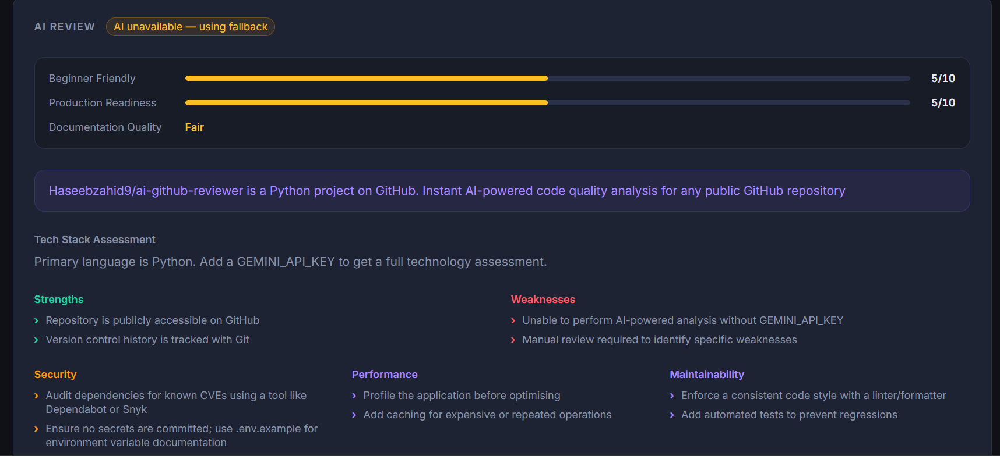 AI REVIEW
AI unavailable — using fallback
Beginner Friendly
5/10
Production Readiness
5/10
Documentation Quality
Fair
Haseebzahid9/ai-github-reviewer is a Python project on GitHub. Instant AI-powered code quality analysis for any public GitHub repository
Tech Stack Assessment
Primary language is Python. Add a GEMINI_API_KEY to get a full technology assessment.
Strengths
› Repository is publicly accessible on GitHub
› Version control history is tracked with Git
Weaknesses
› Unable to perform AI-powered analysis without GEMINI_API_KEY
› Manual review required to identify specific weaknesses
Security
› Audit dependencies for known CVEs using a tool like
Dependabot or Snyk
› Ensure no secrets are committed; use .env.example for
environment variable documentation
Performance
› Profile the application before optimising
› Add caching for expensive or repeated operations
Maintainability
› Enforce a consistent code style with a linter/formatter
› Add automated tests to prevent regressions